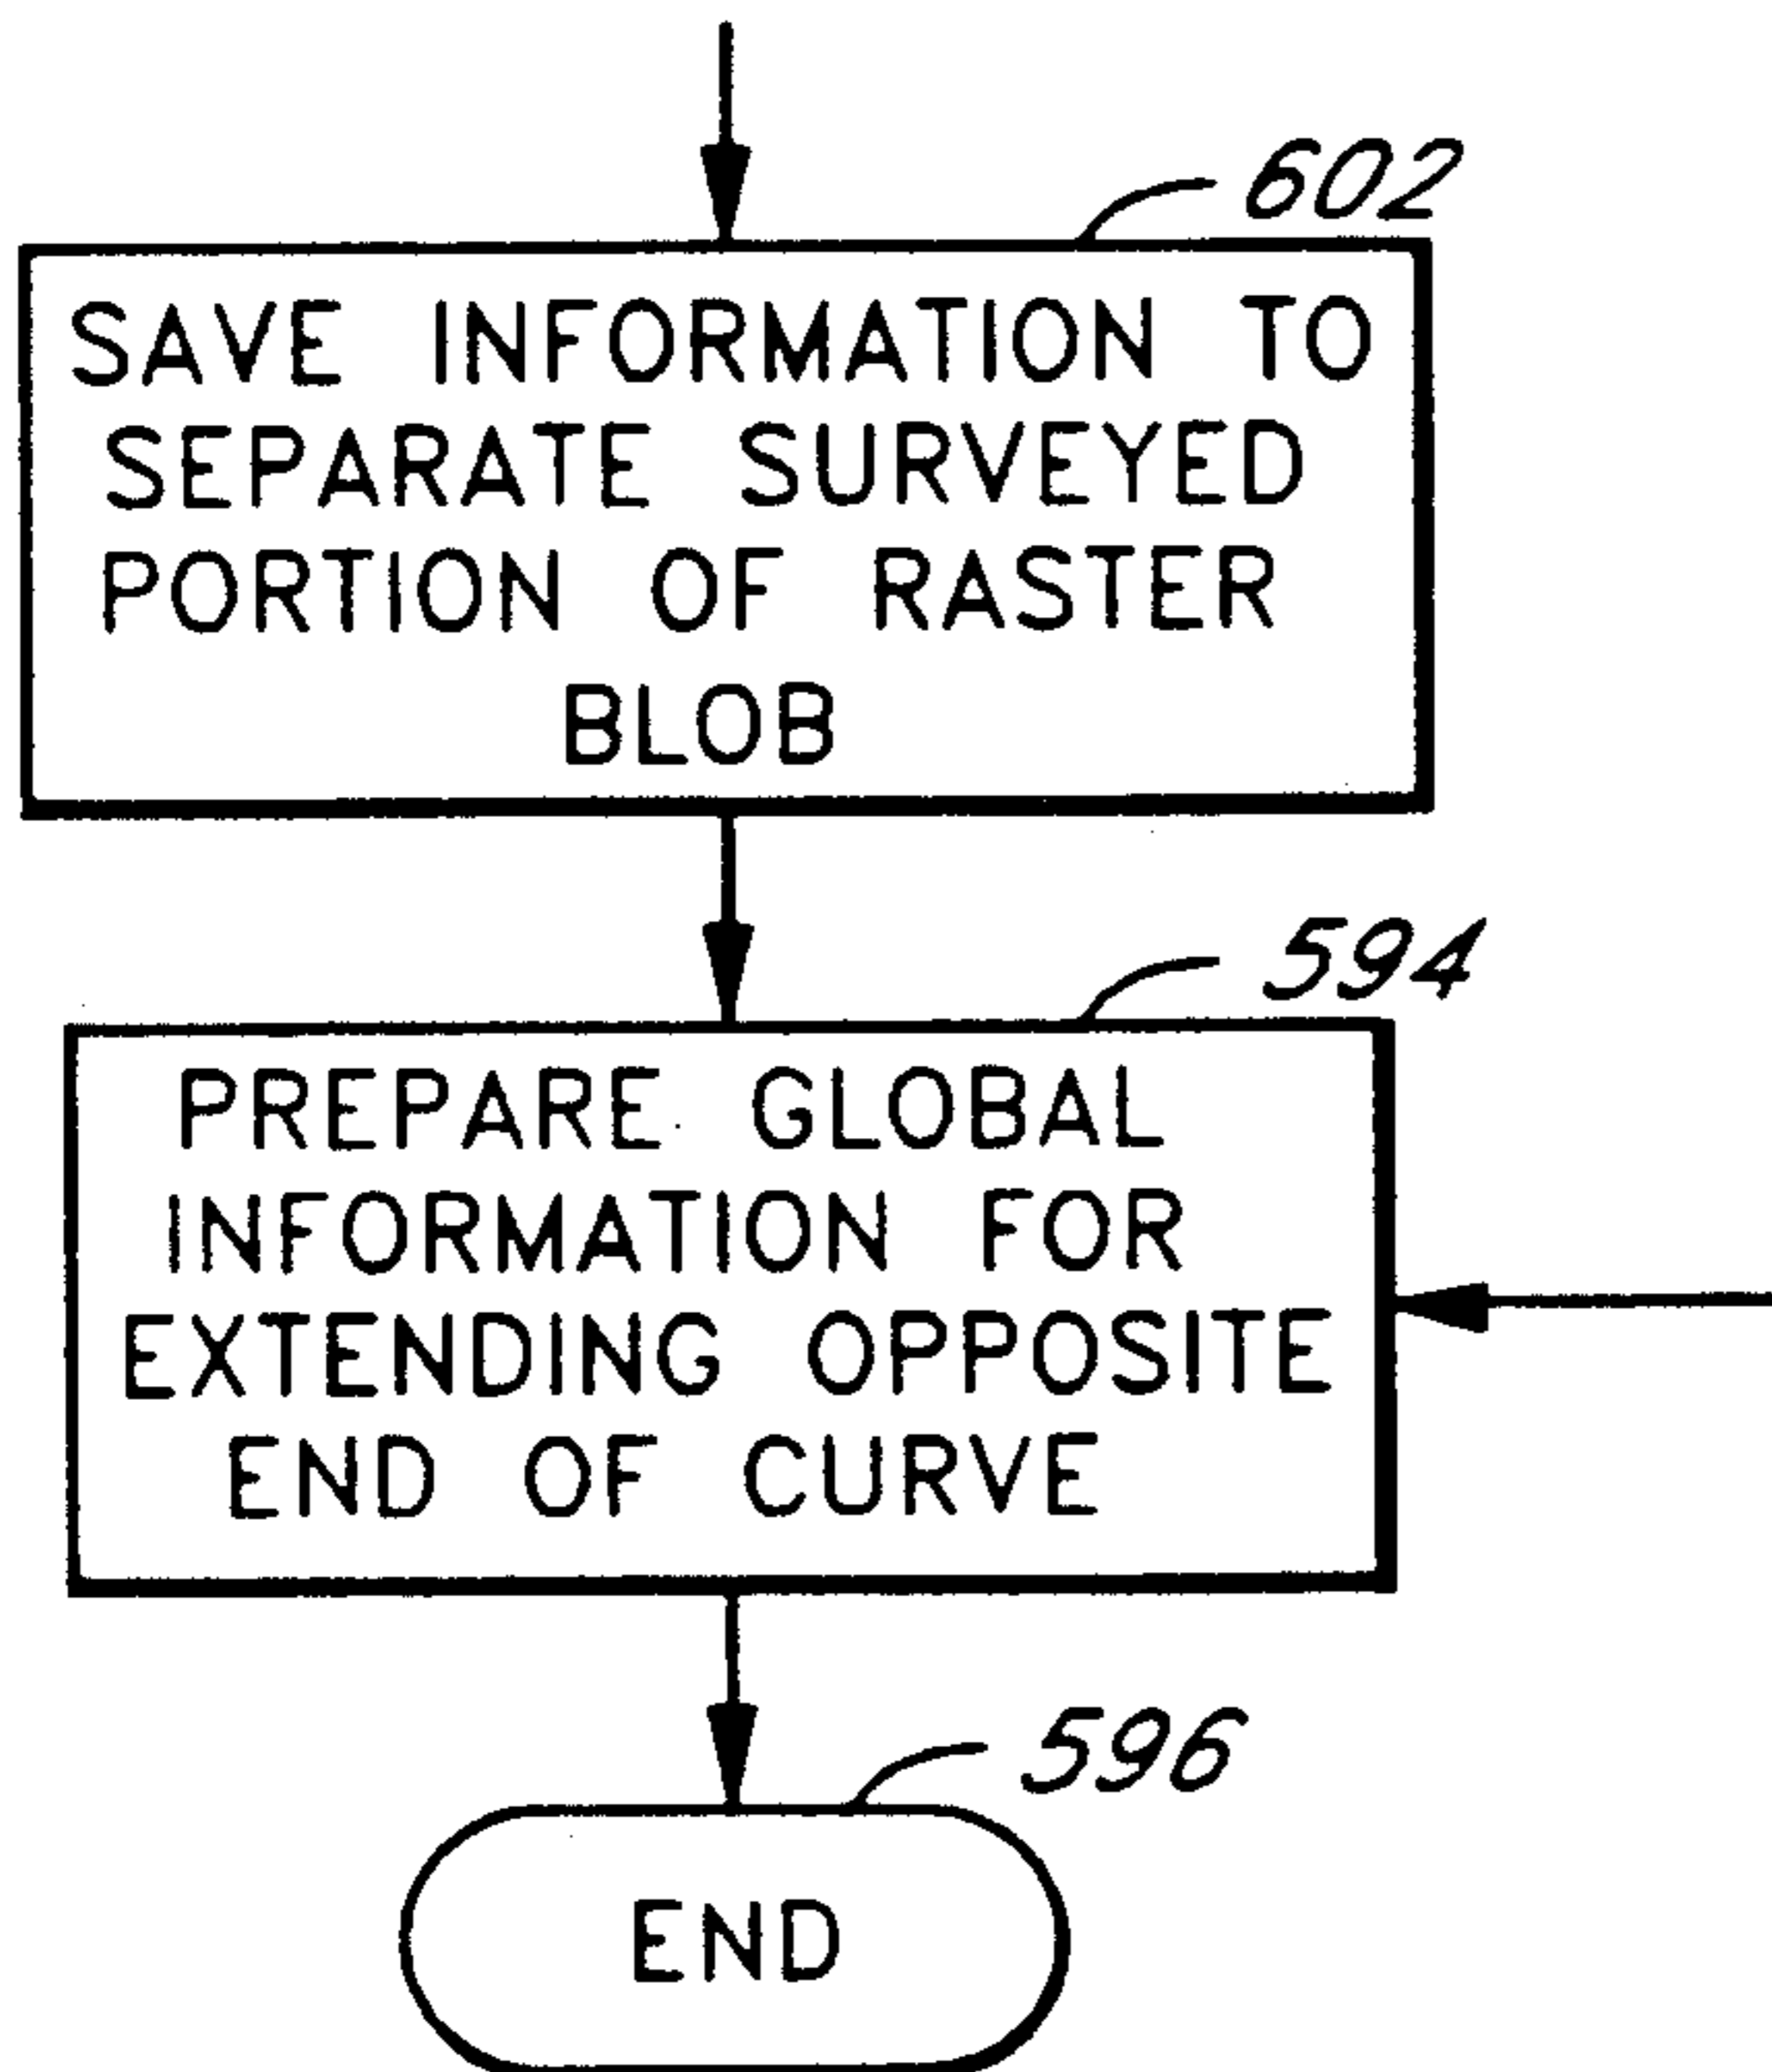 602
SAVE INFORMATION TO
SEPARATE SURVEYED
PORTION OF RASTER
BLOB
594
PREPARE GLOBAL
INFORMATION FOR
EXTENDING OPPOSITE
END OF CURVE
596
END